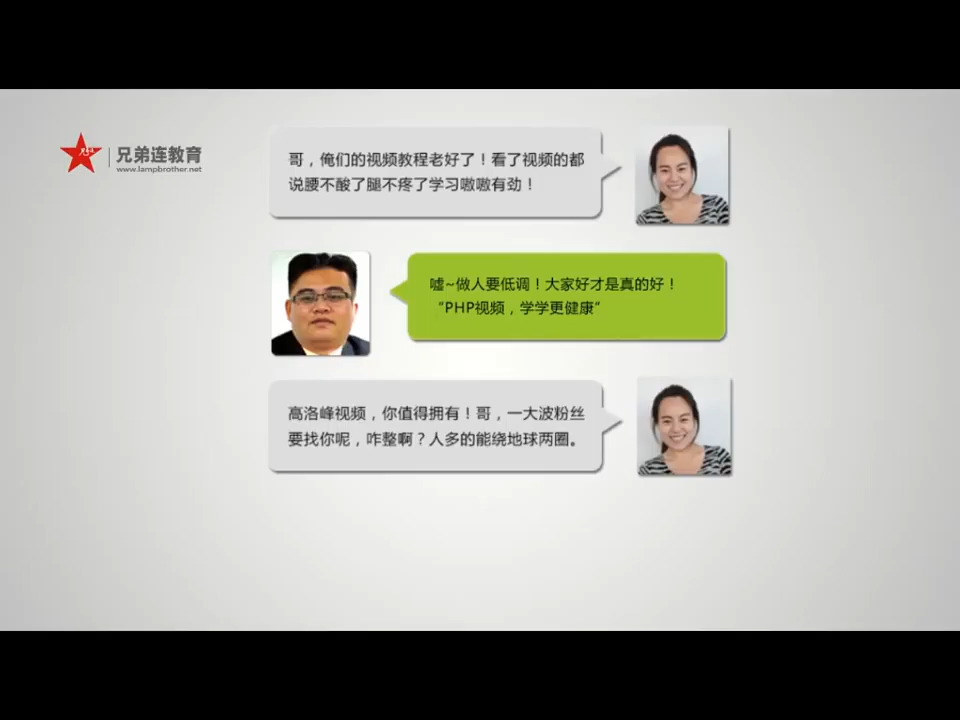 兄弟连教育
www.lampbrother.net
哥，俺们的视频教程老好了！看了视频的都
说腰不酸了腿不疼了学习嗷嗷有劲！
嘘~做人要低调！大家好才是真的好！
“PHP视频，学学更健康“
高洛峰视频，你值得拥有！哥，一大波粉丝
要找你呢，咋整啊？人多的能绕地球两圈。